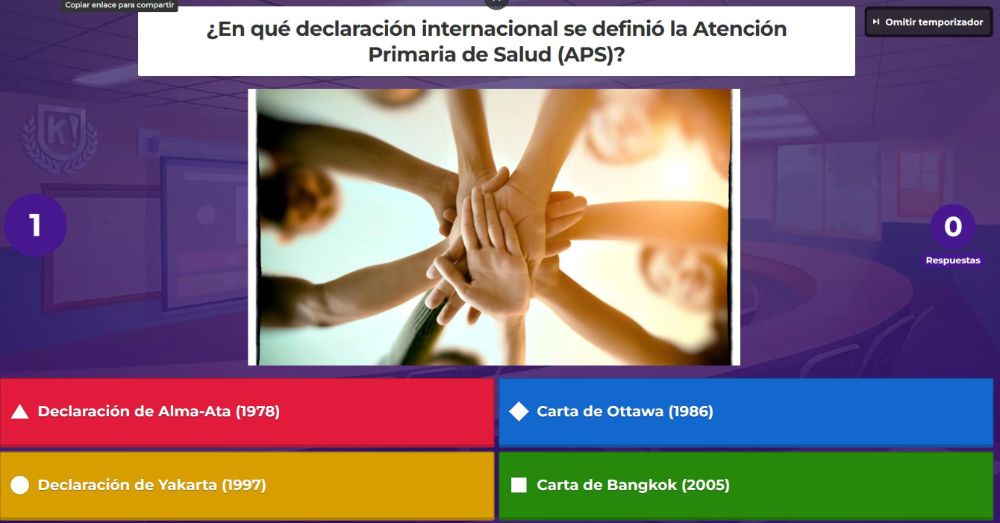 Copiar enlace para compartir
¿En qué declaración internacional se definió la Atención
Primaria de Salud (APS)?
Omitir temporizador
K!
1
0
Respuestas
Declaración de Alma-Ata (1978)
Carta de Ottawa (1986)
Declaración de Yakarta (1997)
Carta de Bangkok (2005)